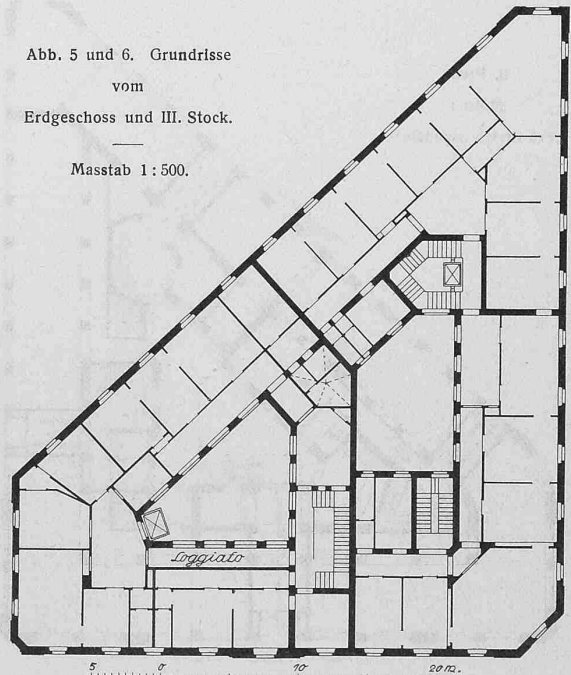 Abb. 5 und 6. Grundrisse
vom
Erdgeschoss und III. Stock.
Masstab 1 : 500.
Loggiato
5 0 10 20 m.